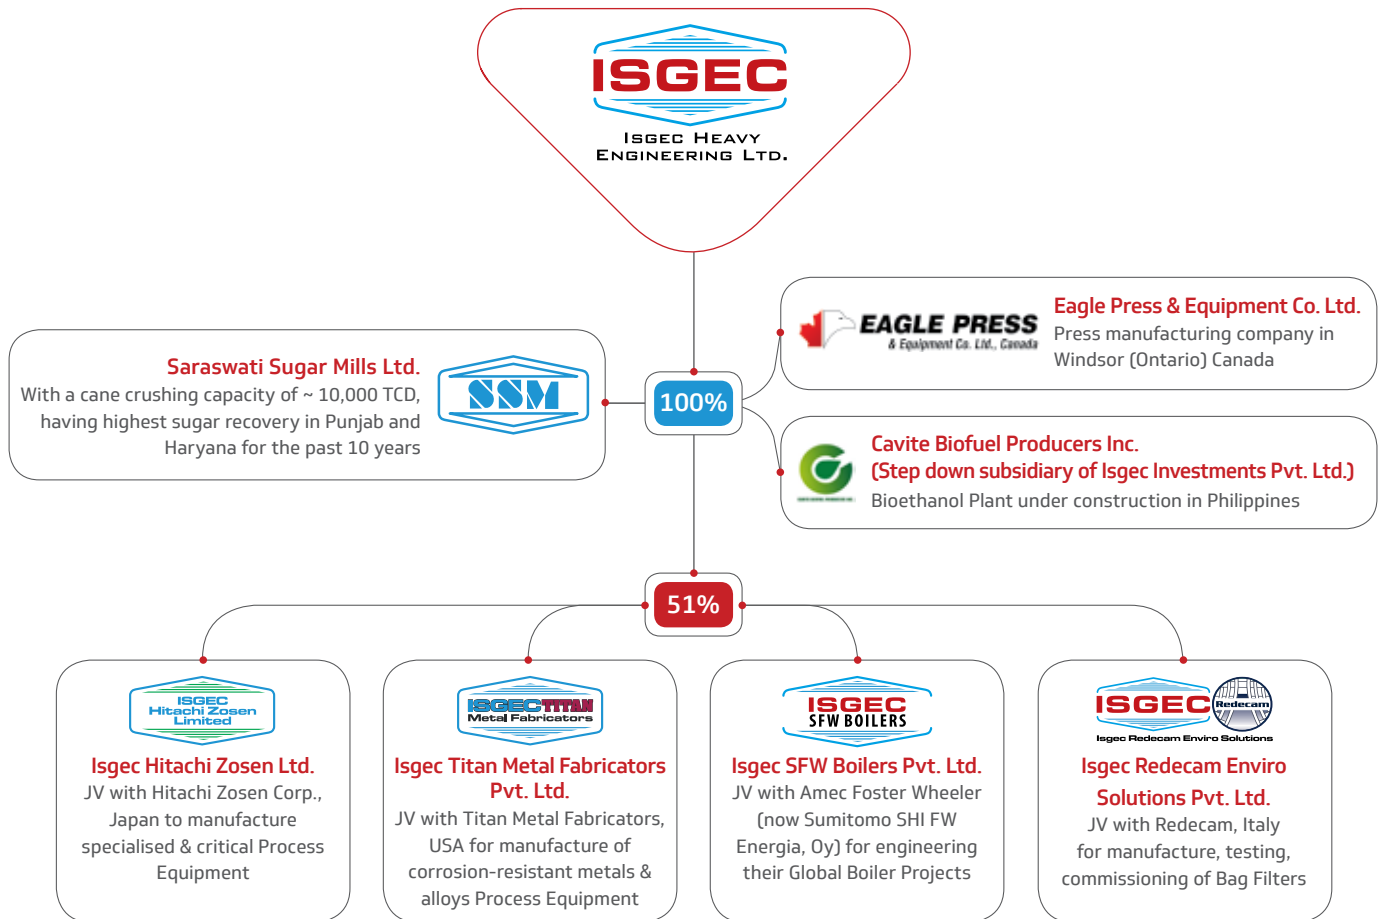 ISGEC
ISGEC HEAVY
ENGINEERING LTD.
Saraswati Sugar Mills Ltd.
With a cane crushing capacity of ~ 10,000 TCD,
having highest sugar recovery in Punjab and
Haryana for the past 10 years
SSM
100%
EAGLE PRESS
& Equipment Co. Ltd., Canada
Eagle Press & Equipment Co. Ltd.
Press manufacturing company in
Windsor (Ontario) Canada
Cavite Biofuel Producers Inc.
(Step down subsidiary of Isgec Investments Pvt. Ltd.)
Bioethanol Plant under construction in Philippines
51%
ISGEC
Hitachi Zosen
Limited
Isgec Hitachi Zosen Ltd.
JV with Hitachi Zosen Corp.,
Japan to manufacture
specialised & critical Process
Equipment
ISGEC TITAN
Metal Fabricators
Isgec Titan Metal Fabricators
Pvt. Ltd.
JV with Titan Metal Fabricators,
USA for manufacture of
corrosion-resistant metals &
alloys Process Equipment
ISGEC
SFW BOILERS
Isgec SFW Boilers Pvt. Ltd.
JV with Amec Foster Wheeler
(now Sumitomo SHI FW
Energia, Oy) for engineering
their Global Boiler Projects
ISGEC Redecam
Isgec Redecam Enviro Solutions
Isgec Redecam Enviro
Solutions Pvt. Ltd.
JV with Redecam, Italy
for manufacture, testing,
commissioning of Bag Filters